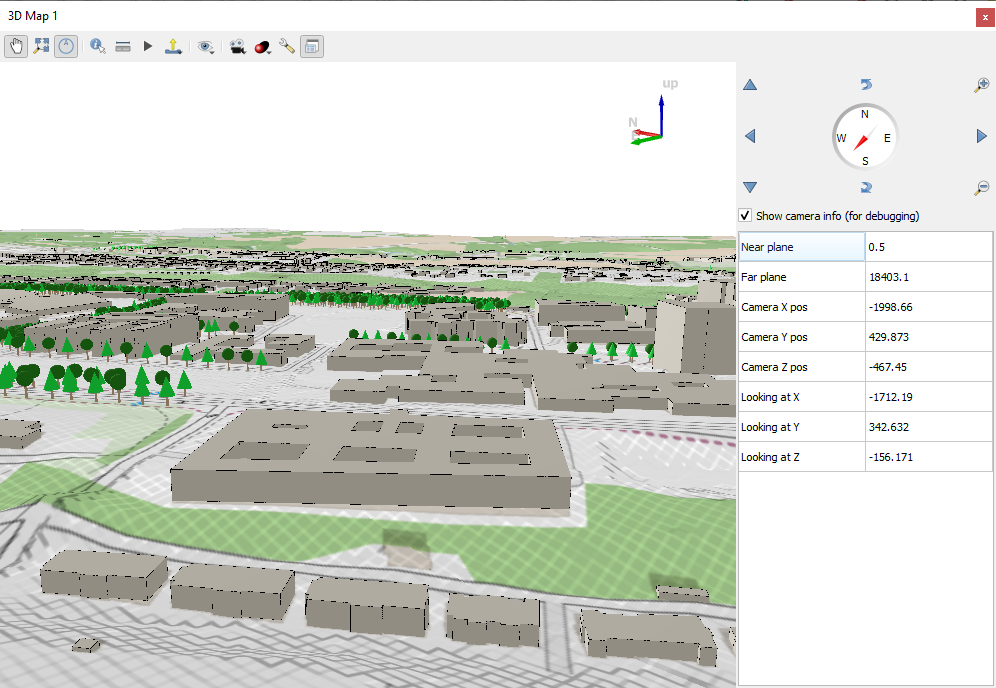 3D Map 1
x
up
N
N
W E
S
Show camera info (for debugging)
Near plane 0.5
Far plane 18403.1
Camera X pos -1998.66
Camera Y pos 429.873
Camera Z pos -467.45
Looking at X -1712.19
Looking at Y 342.632
Looking at Z -156.171